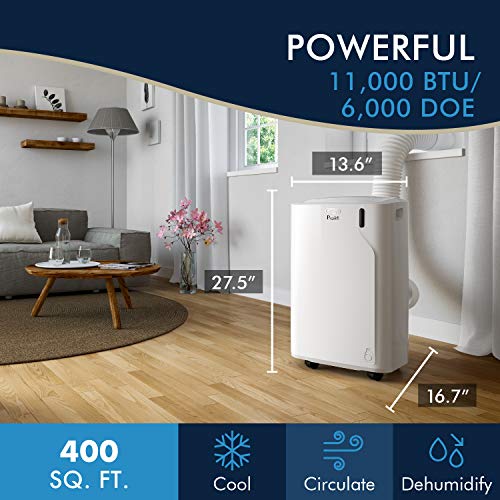 POWERFUL
11,000 BTU/
6,000 DOE
13.6"
27.5"
16.7"
400
SQ. FT.
Cool
Circulate
Dehumidify